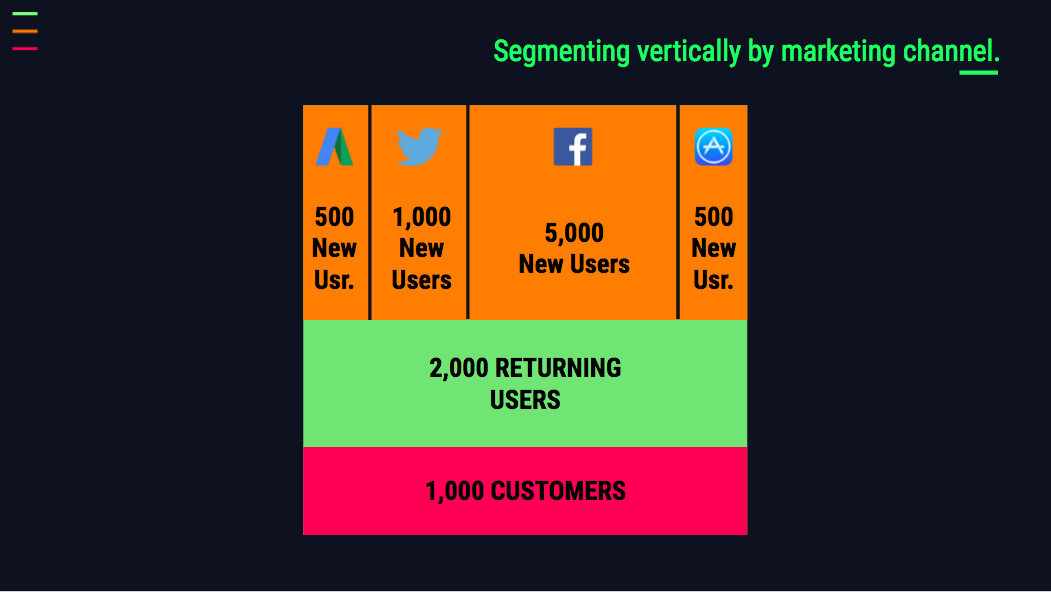 Segmenting vertically by marketing channel.
500
New
Usr.
1,000
New
Users
5,000
New Users
500
New
Usr.
2,000 RETURNING
USERS
1,000 CUSTOMERS